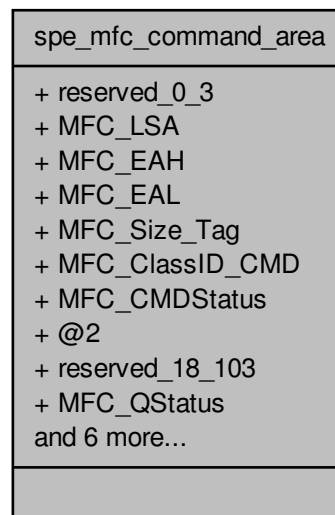 spe_mfc_command_area
+ reserved_0_3
+ MFC_LSA
+ MFC_EAH
+ MFC_EAL
+ MFC_Size_Tag
+ MFC_ClassID_CMD
+ MFC_CMDStatus
+ @2
+ reserved_18_103
+ MFC_QStatus
and 6 more...